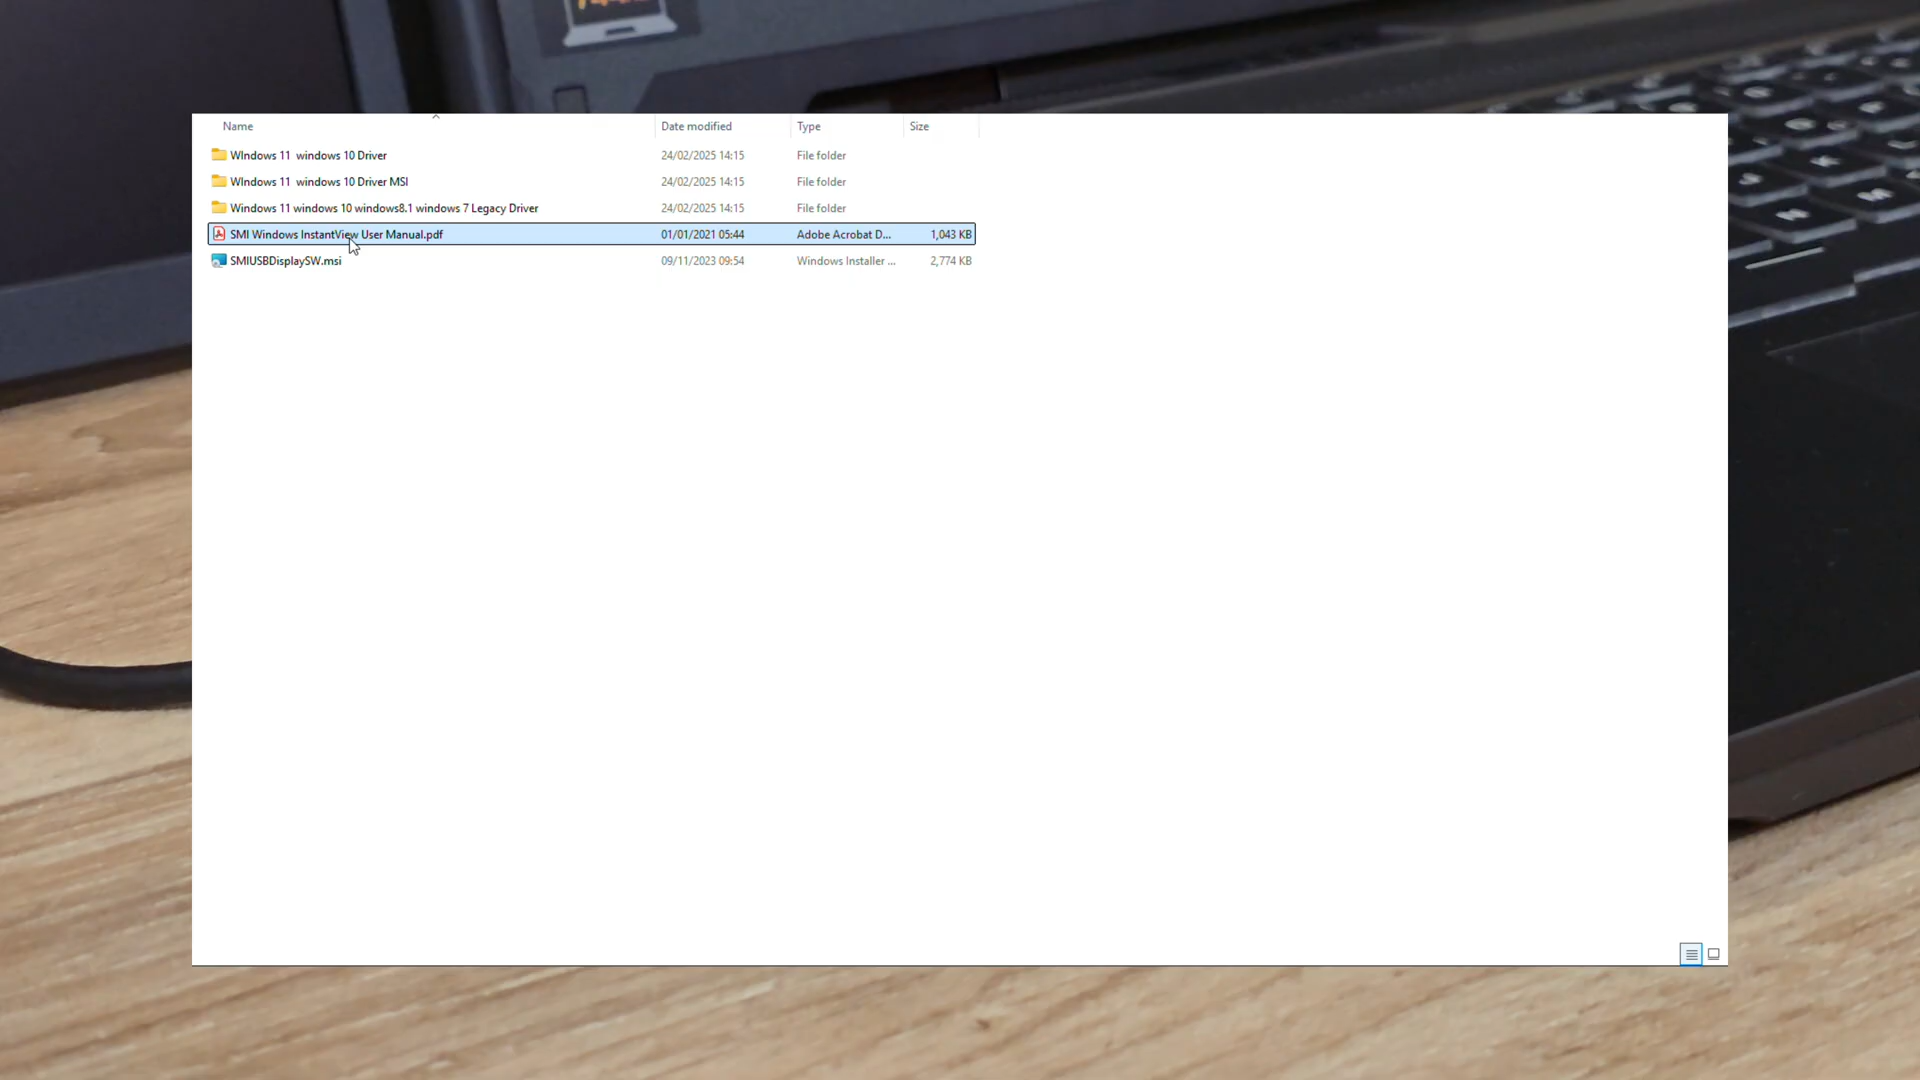 Name Date modified Type Size
WIndows 11  windows 10 Driver 24/02/2025 14:15 File folder
WIndows 11  windows 10 Driver MSI 24/02/2025 14:15 File folder
Windows 11 windows 10 windows8.1 windows 7 Legacy Driver 24/02/2025 14:15 File folder
SMI Windows InstantView User Manual.pdf 01/01/2021 05:44 Adobe Acrobat D... 1,043 KB
SMIUSBDisplaySW.msi 09/11/2023 09:54 Windows Installer ... 2,774 KB